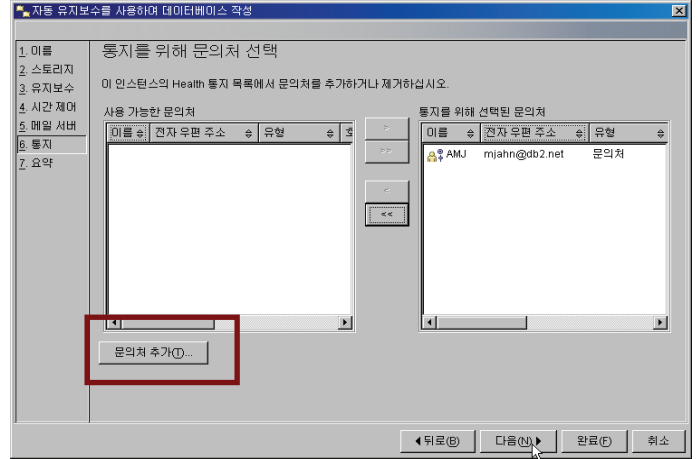 자동 유지보수를 사용하여 데이터베이스 작성
1. 이름
2. 스토리지
3. 유지보수
4. 시간 제어
5. 메일 서버
6. 통지
7. 요약
통지를 위해 문의처 선택
이 인스턴스의 Health 통지 목록에서 문의처를 추가하거나 제거하십시오.
사용 가능한 문의처
이름 전자 우편 주소 유형
>
>>
<
<<
통지를 위해 선택된 문의처
이름 전자 우편 주소 유형
AMJ mjahn@db2.net 문의처
문의처 추가(T)...
뒤로(B) 다음(N) 완료(F) 취소